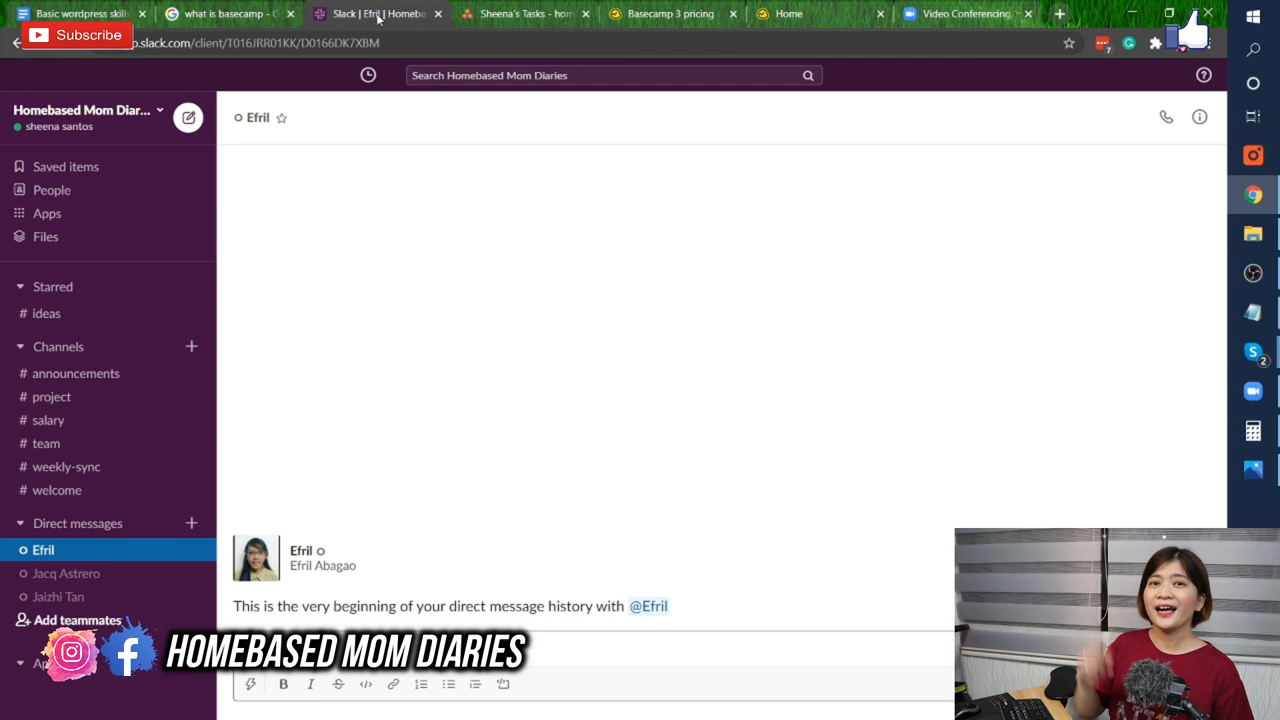 Basic wordpress skill
what is basecamp - G
Slack | Efril | Homeba
Sheena's Tasks - hom
Basecamp 3 pricing
Home
Video Conferencing,
Subscribe
p.slack.com/client/T016JRR01KK/D0166DK7XBM
7
Search Homebased Mom Diaries
Homebased Mom Diar...
sheena santos
Efril
Saved items
People
Apps
Files
Starred
# ideas
Channels
# announcements
# project
# salary
# team
# weekly-sync
# welcome
Direct messages
Efril
Jacq Astrero
Jaizhi Tan
Add teammates
Efril
Efril Abagao
This is the very beginning of your direct message history with @Efril
HOMEBASED MOM DIARIES
B I S
S
2